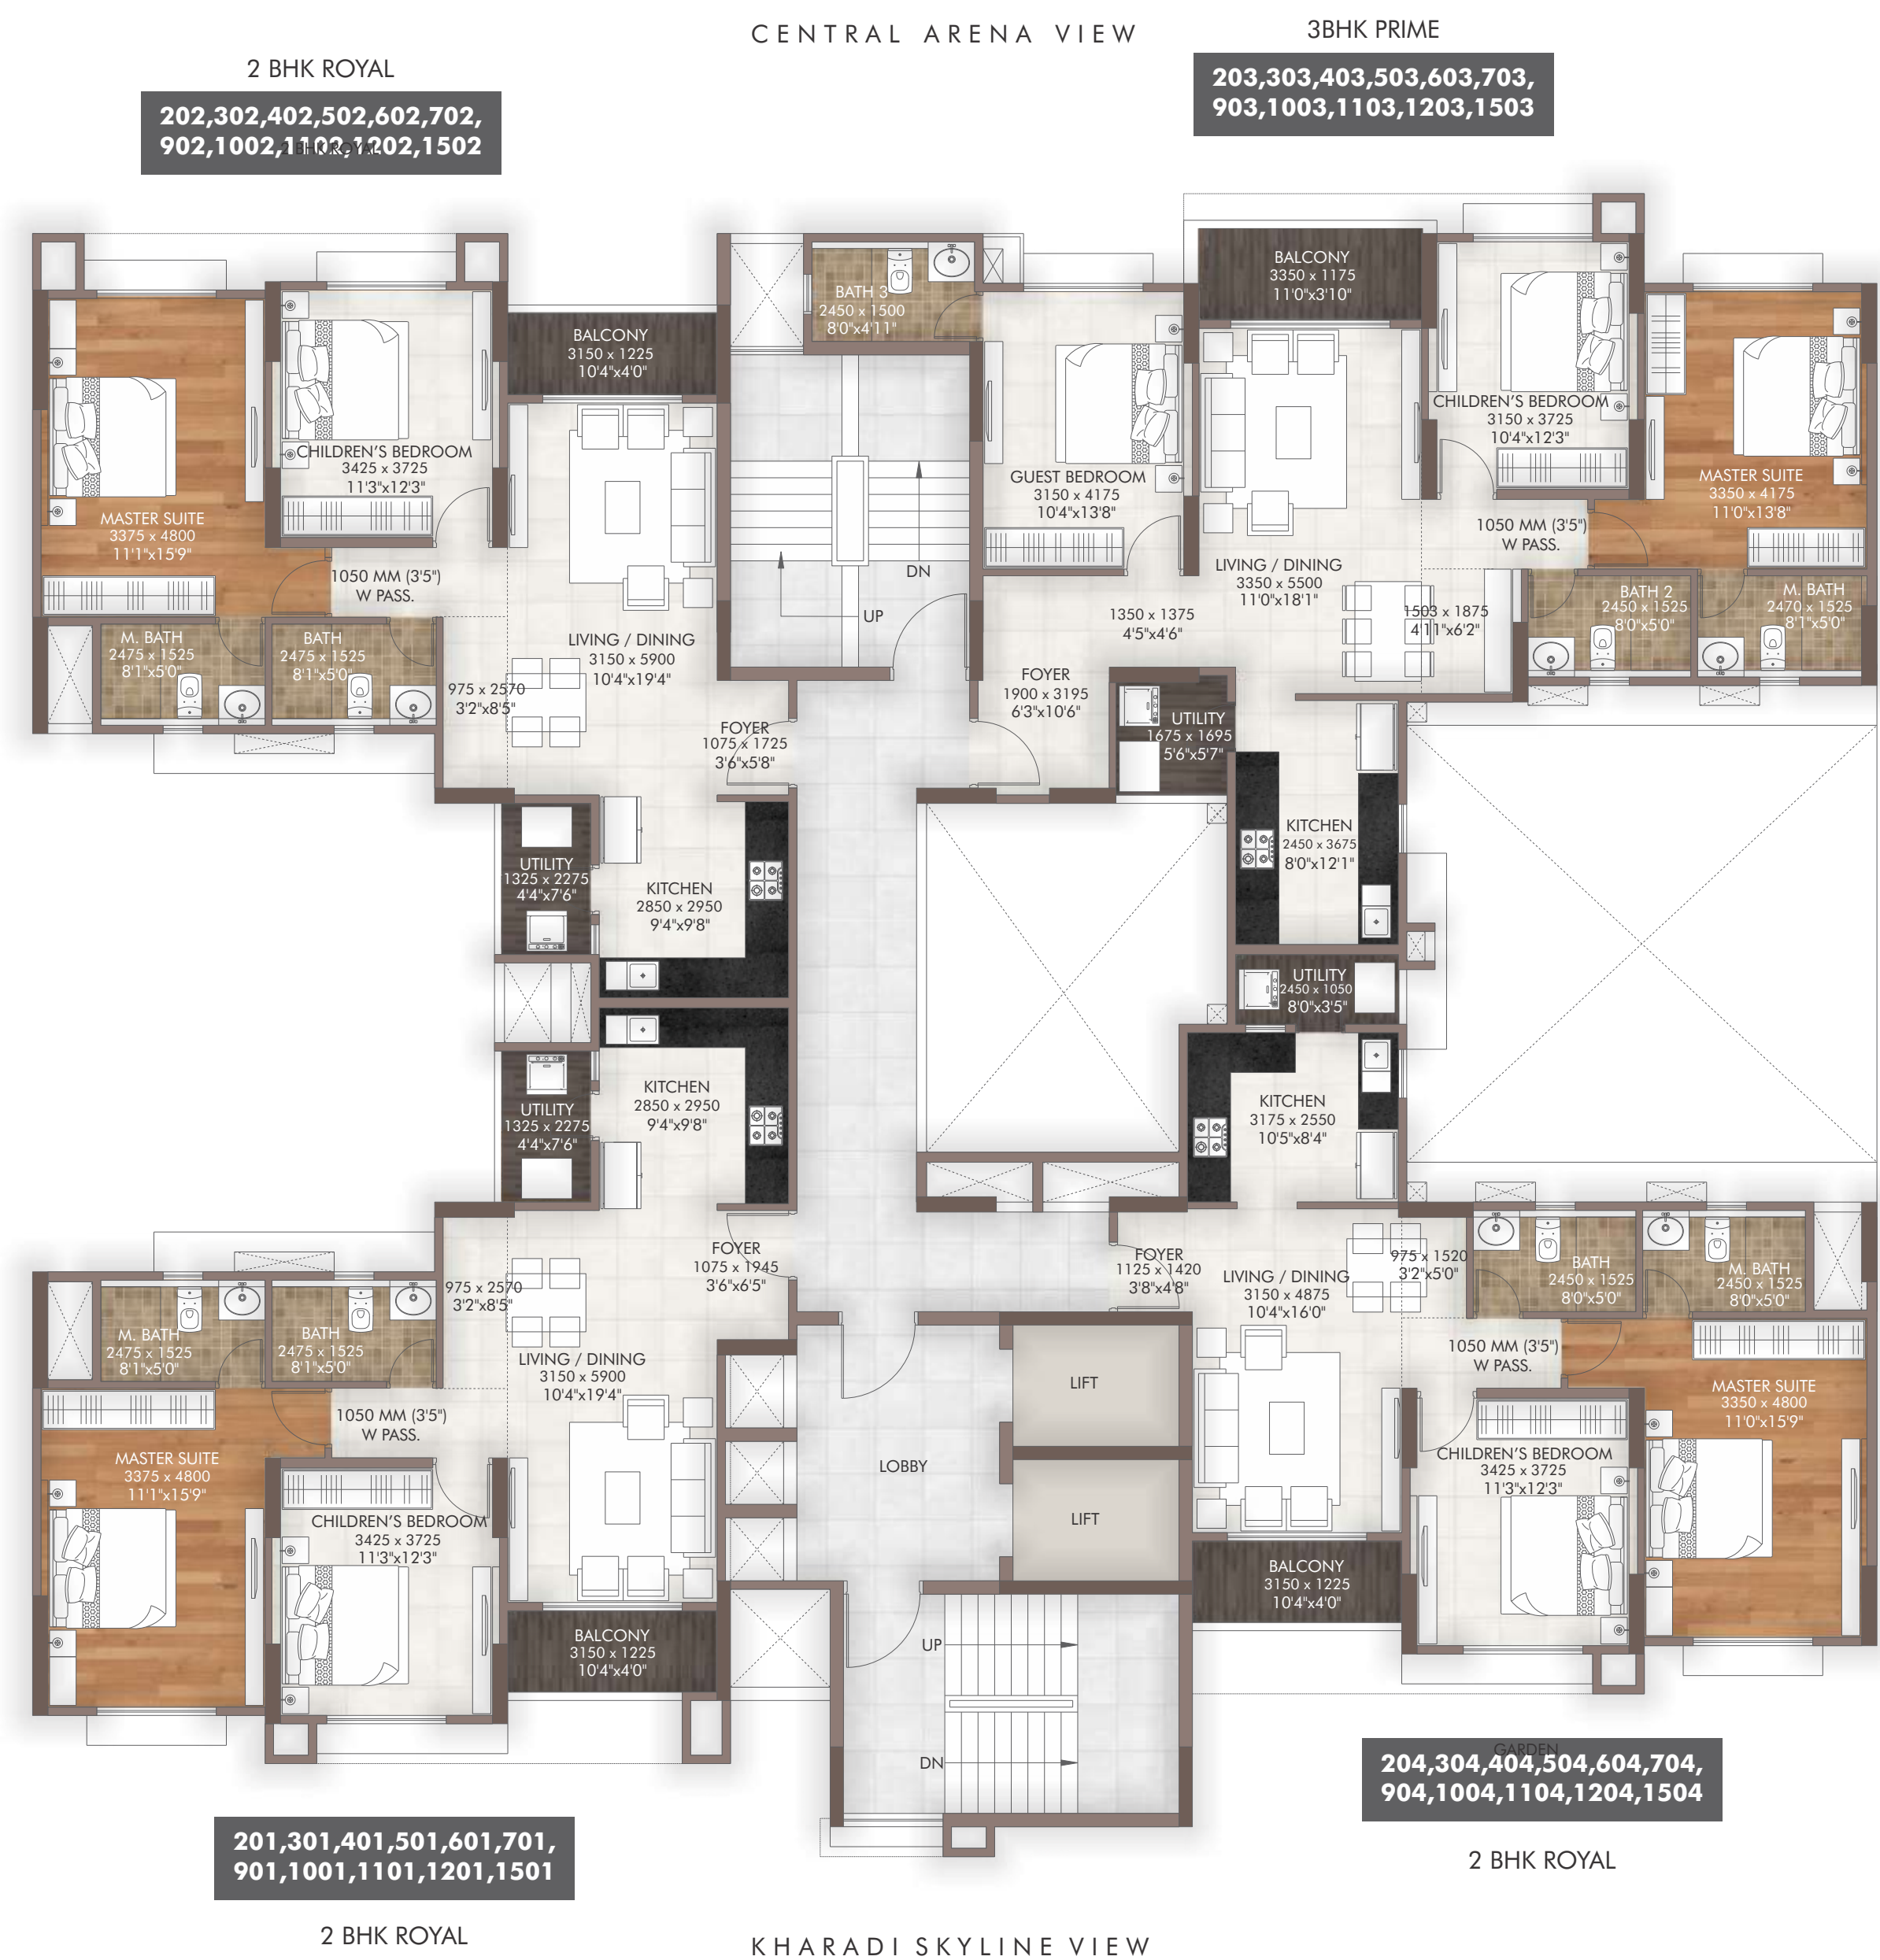 CENTRAL ARENA VIEW
3BHK PRIME
203,303,403,503,603,703,
903,1003,1103,1203,1503
2 BHK ROYAL
202,302,402,502,602,702,
902,1002,1102,1202,1502
2 BHK ROYAL
MASTER SUITE
3375 x 4800
11'1"x15'9"
CHILDREN'S BEDROOM
3425 x 3725
11'3"x12'3"
BALCONY
3150 x 1225
10'4"x4'0"
1050 MM (3'5")
W PASS.
M. BATH
2475 x 1525
8'1"x5'0"
BATH
2475 x 1525
8'1"x5'0"
975 x 2570
3'2"x8'5"
LIVING / DINING
3150 x 5900
10'4"x19'4"
FOYER
1075 x 1725
3'6"x5'8"
UTILITY
1325 x 2275
4'4"x7'6"
KITCHEN
2850 x 2950
9'4"x9'8"
DN
UP
BATH 3
2450 x 1500
8'0"x4'11"
GUEST BEDROOM
3150 x 4175
10'4"x13'8"
BALCONY
3350 x 1175
11'0"x3'10"
CHILDREN'S BEDROOM
3150 x 3725
10'4"x12'3"
MASTER SUITE
3350 x 4175
11'0"x13'8"
1050 MM (3'5")
W PASS.
LIVING / DINING
3350 x 5500
11'0"x18'1"
1350 x 1375
4'5"x4'6"
1503 x 1875
4'11"x6'2"
BATH 2
2450 x 1525
8'0"x5'0"
M. BATH
2470 x 1525
8'1"x5'0"
FOYER
1900 x 3195
6'3"x10'6"
UTILITY
1675 x 1695
5'6"x5'7"
KITCHEN
2450 x 3675
8'0"x12'1"
UTILITY
2450 x 1050
8'0"x3'5"
KITCHEN
3175 x 2550
10'5"x8'4"
UTILITY
1325 x 2275
4'4"x7'6"
KITCHEN
2850 x 2950
9'4"x9'8"
FOYER
1075 x 1945
3'6"x6'5"
975 x 2570
3'2"x8'5"
M. BATH
2475 x 1525
8'1"x5'0"
BATH
2475 x 1525
8'1"x5'0"
LIVING / DINING
3150 x 5900
10'4"x19'4"
1050 MM (3'5")
W PASS.
MASTER SUITE
3375 x 4800
11'1"x15'9"
CHILDREN'S BEDROOM
3425 x 3725
11'3"x12'3"
BALCONY
3150 x 1225
10'4"x4'0"
FOYER
1125 x 1420
3'8"x4'8"
LIVING / DINING
3150 x 4875
10'4"x16'0"
975 x 1520
3'2"x5'0"
BATH
2450 x 1525
8'0"x5'0"
M. BATH
2450 x 1525
8'0"x5'0"
1050 MM (3'5")
W PASS.
MASTER SUITE
3350 x 4800
11'0"x15'9"
CHILDREN'S BEDROOM
3425 x 3725
11'3"x12'3"
BALCONY
3150 x 1225
10'4"x4'0"
LIFT
LOBBY
LIFT
UP
DN
GARDEN
204,304,404,504,604,704,
904,1004,1104,1204,1504
2 BHK ROYAL
201,301,401,501,601,701,
901,1001,1101,1201,1501
2 BHK ROYAL
KHARADI SKYLINE VIEW